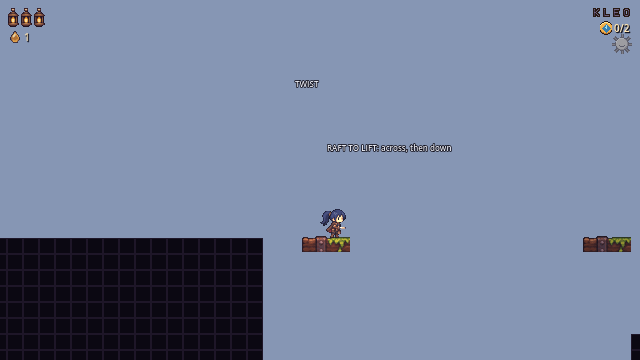 KLEO
1
0/2
TWIST
RAFT TO LIFT: across, then down